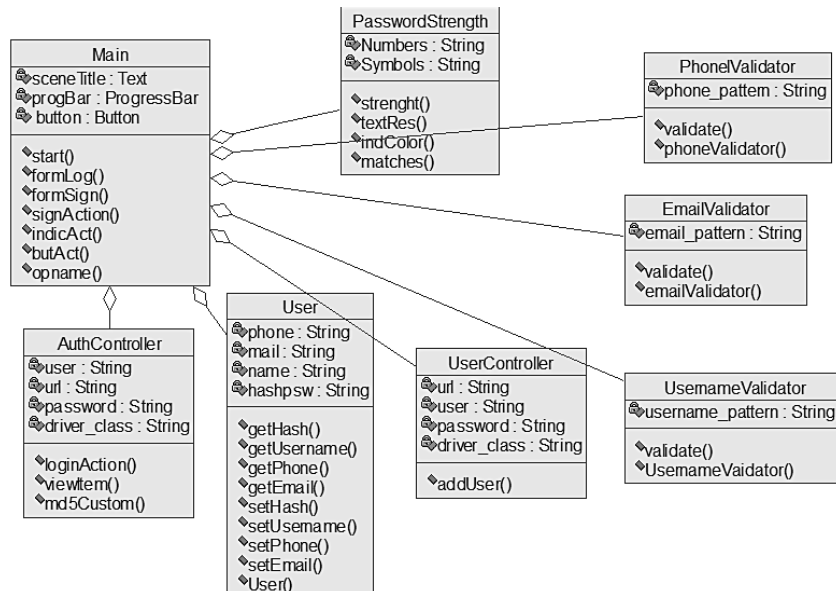 Main
sceneTitle : Text
progBar : ProgressBar
button : Button
start()
formLog()
formSign()
signAction()
indicAct()
butAct()
opname()
PasswordStrength
Numbers : String
Symbols : String
strenght()
textRes()
indColor()
matches()
PhonelValidator
phone_pattern : String
validate()
phoneValidator()
EmailValidator
email_pattern : String
validate()
emailValidator()
AuthController
user : String
url : String
password : String
driver_class : String
loginAction()
viewItem()
md5Custom()
User
phone : String
mail : String
name : String
hashpsw : String
getHash()
getUsername()
getPhone()
getEmail()
setHash()
setUsername()
setPhone()
setEmail()
User()
UserController
url : String
user : String
password : String
driver_class : String
addUser()
UsernameValidator
username_pattern : String
validate()
UsernameVaidator()